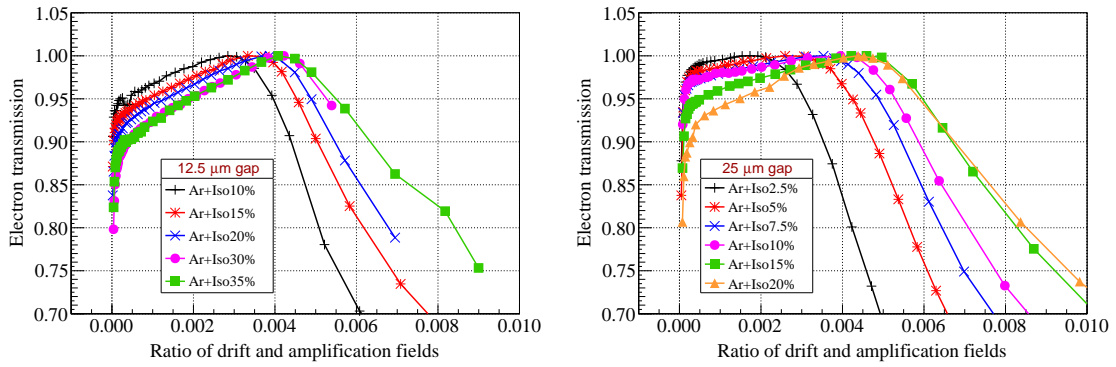 1.05
1.00
0.95
0.90
0.85
0.80
0.75
0.70
Electron transmission
12.5 μm gap
Ar+Iso10%
Ar+Iso15%
Ar+Iso20%
Ar+Iso30%
Ar+Iso35%
0.000 0.002 0.004 0.006 0.008 0.010
Ratio of drift and amplification fields
1.05
1.00
0.95
0.90
0.85
0.80
0.75
0.70
Electron transmission
25 μm gap
Ar+Iso2.5%
Ar+Iso5%
Ar+Iso7.5%
Ar+Iso10%
Ar+Iso15%
Ar+Iso20%
0.000 0.002 0.004 0.006 0.008 0.010
Ratio of drift and amplification fields